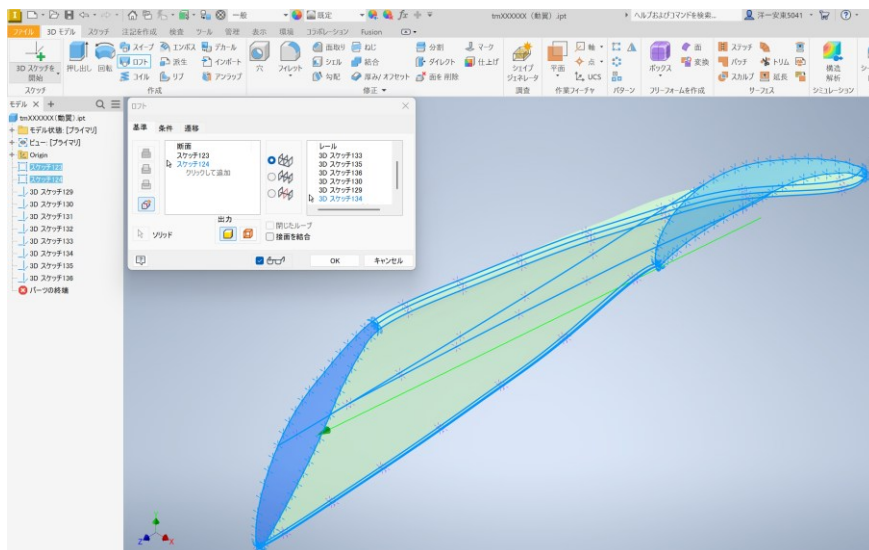 一般
既定
tmXXXXXX（動翼）.ipt
ヘルプおよびコマンドを検索...
洋一安東5041
ファイル 3D モデル スケッチ 注記を作成 検査 ツール 管理 表示 環境 コラボレーション Fusion
スイープ エンボス デカール
面取り ねじ
分割 マーク
軸
面
ステッチ
3D スケッチを 開始
押し出し 回転
ロフト 派生 インポート
穴 フィレット
シェル 結合
ダイレクト 仕上げ
シェイプ ジェネレータ
平面
点
ボックス
変換
パッチ トリム
構造 解析
コイル リブ アンラップ
勾配 厚み/オフセット 面を削除
UCS
スカルプ 延長
スケッチ 作成 修正 調査 作業フィーチャ パターン フリーフォームを作成 サーフェス シミュレーション
モデル
tmXXXXXX（動翼）.ipt
モデル状態: [プライマリ]
ビュー: [プライマリ]
Origin
スケッチ123
スケッチ124
3D スケッチ129
3D スケッチ130
3D スケッチ131
3D スケッチ132
3D スケッチ133
3D スケッチ134
3D スケッチ135
3D スケッチ136
パーツの終端
ロフト
基準 条件 遷移
断面
スケッチ123
スケッチ124
クリックして追加
レール
3D スケッチ133
3D スケッチ135
3D スケッチ136
3D スケッチ130
3D スケッチ129
3D スケッチ134
出力
ソリッド
閉じたループ
接面を結合
OK キャンセル
Y
Z X